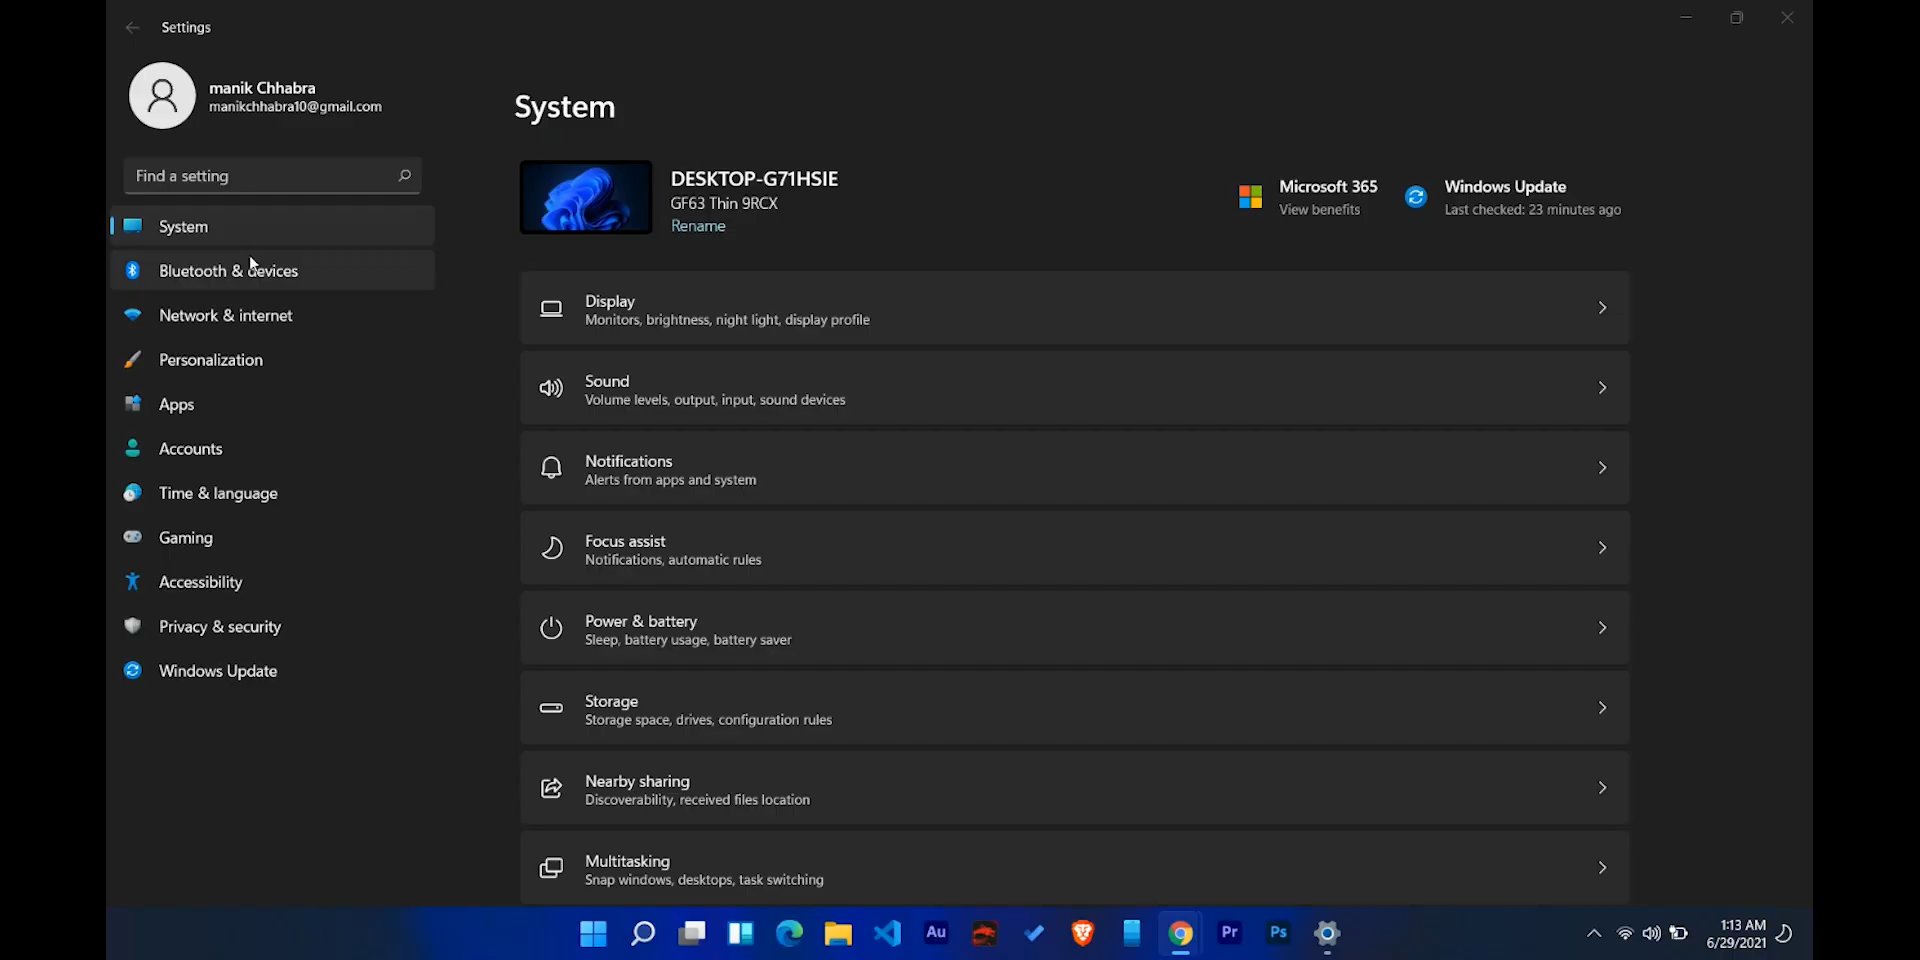 Settings
manik Chhabra
manikchhabra10@gmail.com
Find a setting
System
Bluetooth & devices
Network & internet
Personalization
Apps
Accounts
Time & language
Gaming
Accessibility
Privacy & security
Windows Update
System
DESKTOP-G71HSIE
GF63 Thin 9RCX
Rename
Microsoft 365
View benefits
Windows Update
Last checked: 23 minutes ago
Display
Monitors, brightness, night light, display profile
Sound
Volume levels, output, input, sound devices
Notifications
Alerts from apps and system
Focus assist
Notifications, automatic rules
Power & battery
Sleep, battery usage, battery saver
Storage
Storage space, drives, configuration rules
Nearby sharing
Discoverability, received files location
Multitasking
Snap windows, desktops, task switching
Au
Pr
Ps
1:13 AM
6/29/2021